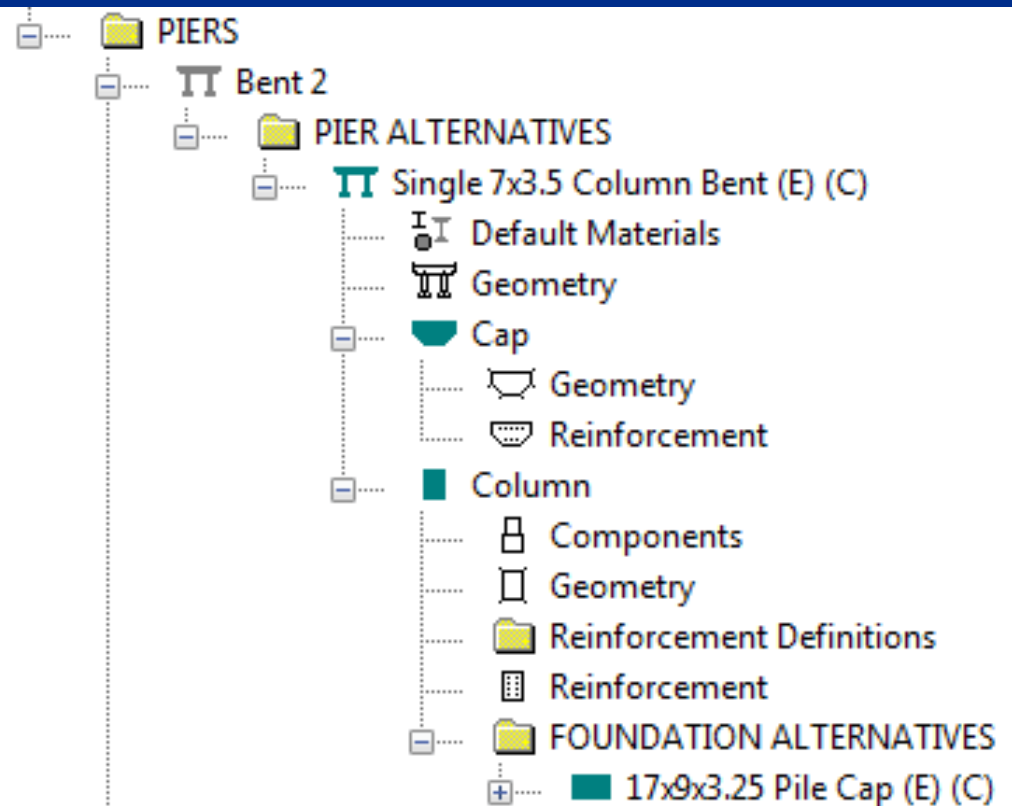 PIERS
Bent 2
PIER ALTERNATIVES
Single 7x3.5 Column Bent (E) (C)
Default Materials
Geometry
Cap
Geometry
Reinforcement
Column
Components
Geometry
Reinforcement Definitions
Reinforcement
FOUNDATION ALTERNATIVES
17x9x3.25 Pile Cap (E) (C)